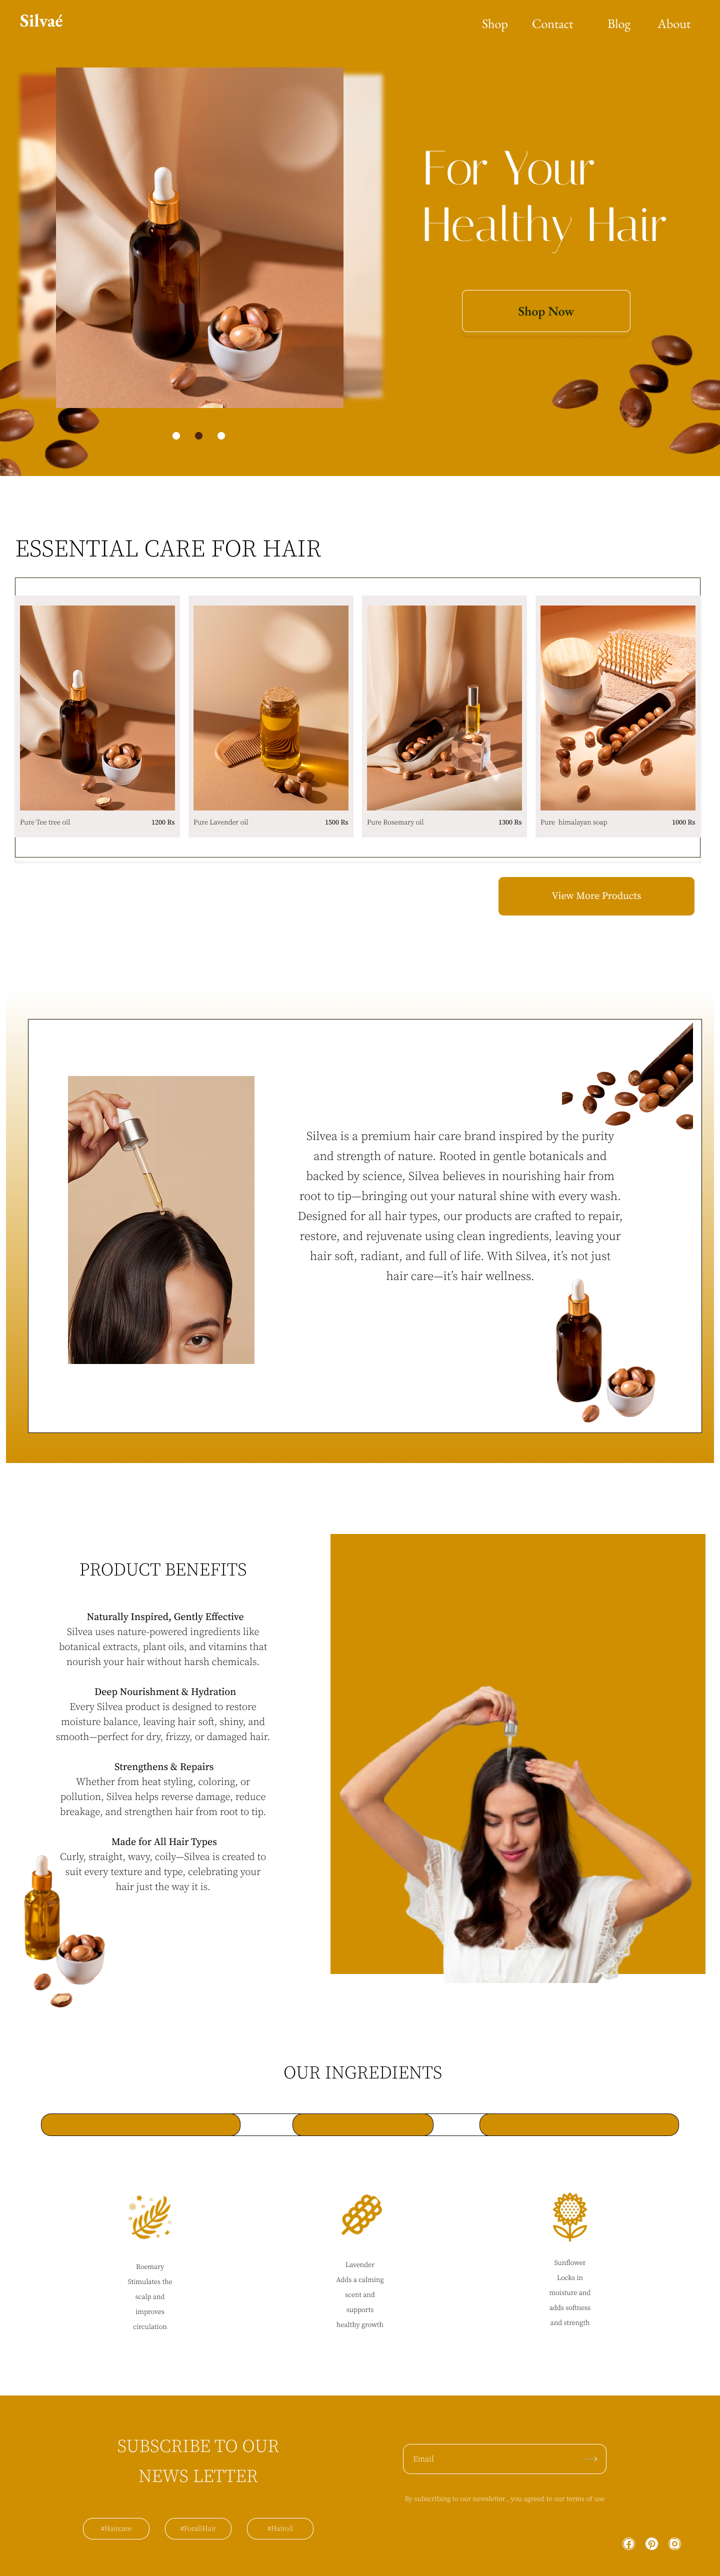 Silvaé
Shop
Contact
Blog
About
For Your
Healthy Hair
Shop Now
ESSENTIAL CARE FOR HAIR
Pure Tee tree oil
1200 Rs
Pure Lavender oil
1500 Rs
Pure Rosemary oil
1300 Rs
Pure himalayan soap
1000 Rs
View More Products
Silvea is a premium hair care brand inspired by the purity
and strength of nature. Rooted in gentle botanicals and
backed by science, Silvea believes in nourishing hair from
root to tip—bringing out your natural shine with every wash.
Designed for all hair types, our products are crafted to repair,
restore, and rejuvenate using clean ingredients, leaving your
hair soft, radiant, and full of life. With Silvea, it’s not just
hair care—it’s hair wellness.
PRODUCT BENEFITS
Naturally Inspired, Gently Effective
Silvea uses nature-powered ingredients like
botanical extracts, plant oils, and vitamins that
nourish your hair without harsh chemicals.
Deep Nourishment & Hydration
Every Silvea product is designed to restore
moisture balance, leaving hair soft, shiny, and
smooth—perfect for dry, frizzy, or damaged hair.
Strengthens & Repairs
Whether from heat styling, coloring, or
pollution, Silvea helps reverse damage, reduce
breakage, and strengthen hair from root to tip.
Made for All Hair Types
Curly, straight, wavy, coily—Silvea is created to
suit every texture and type, celebrating your
hair just the way it is.
OUR INGREDIENTS
Roemary
Stimulates the
scalp and
improves
circulation
Lavender
Adds a calming
scent and
supports
healthy growth
Sunflower
Locks in
moisture and
adds softness
and strength
SUBSCRIBE TO OUR
NEWS LETTER
#Haircare
#ForallHair
#Hairoil
Email
By subscribing to our newsletter , you agreed to our terms of use